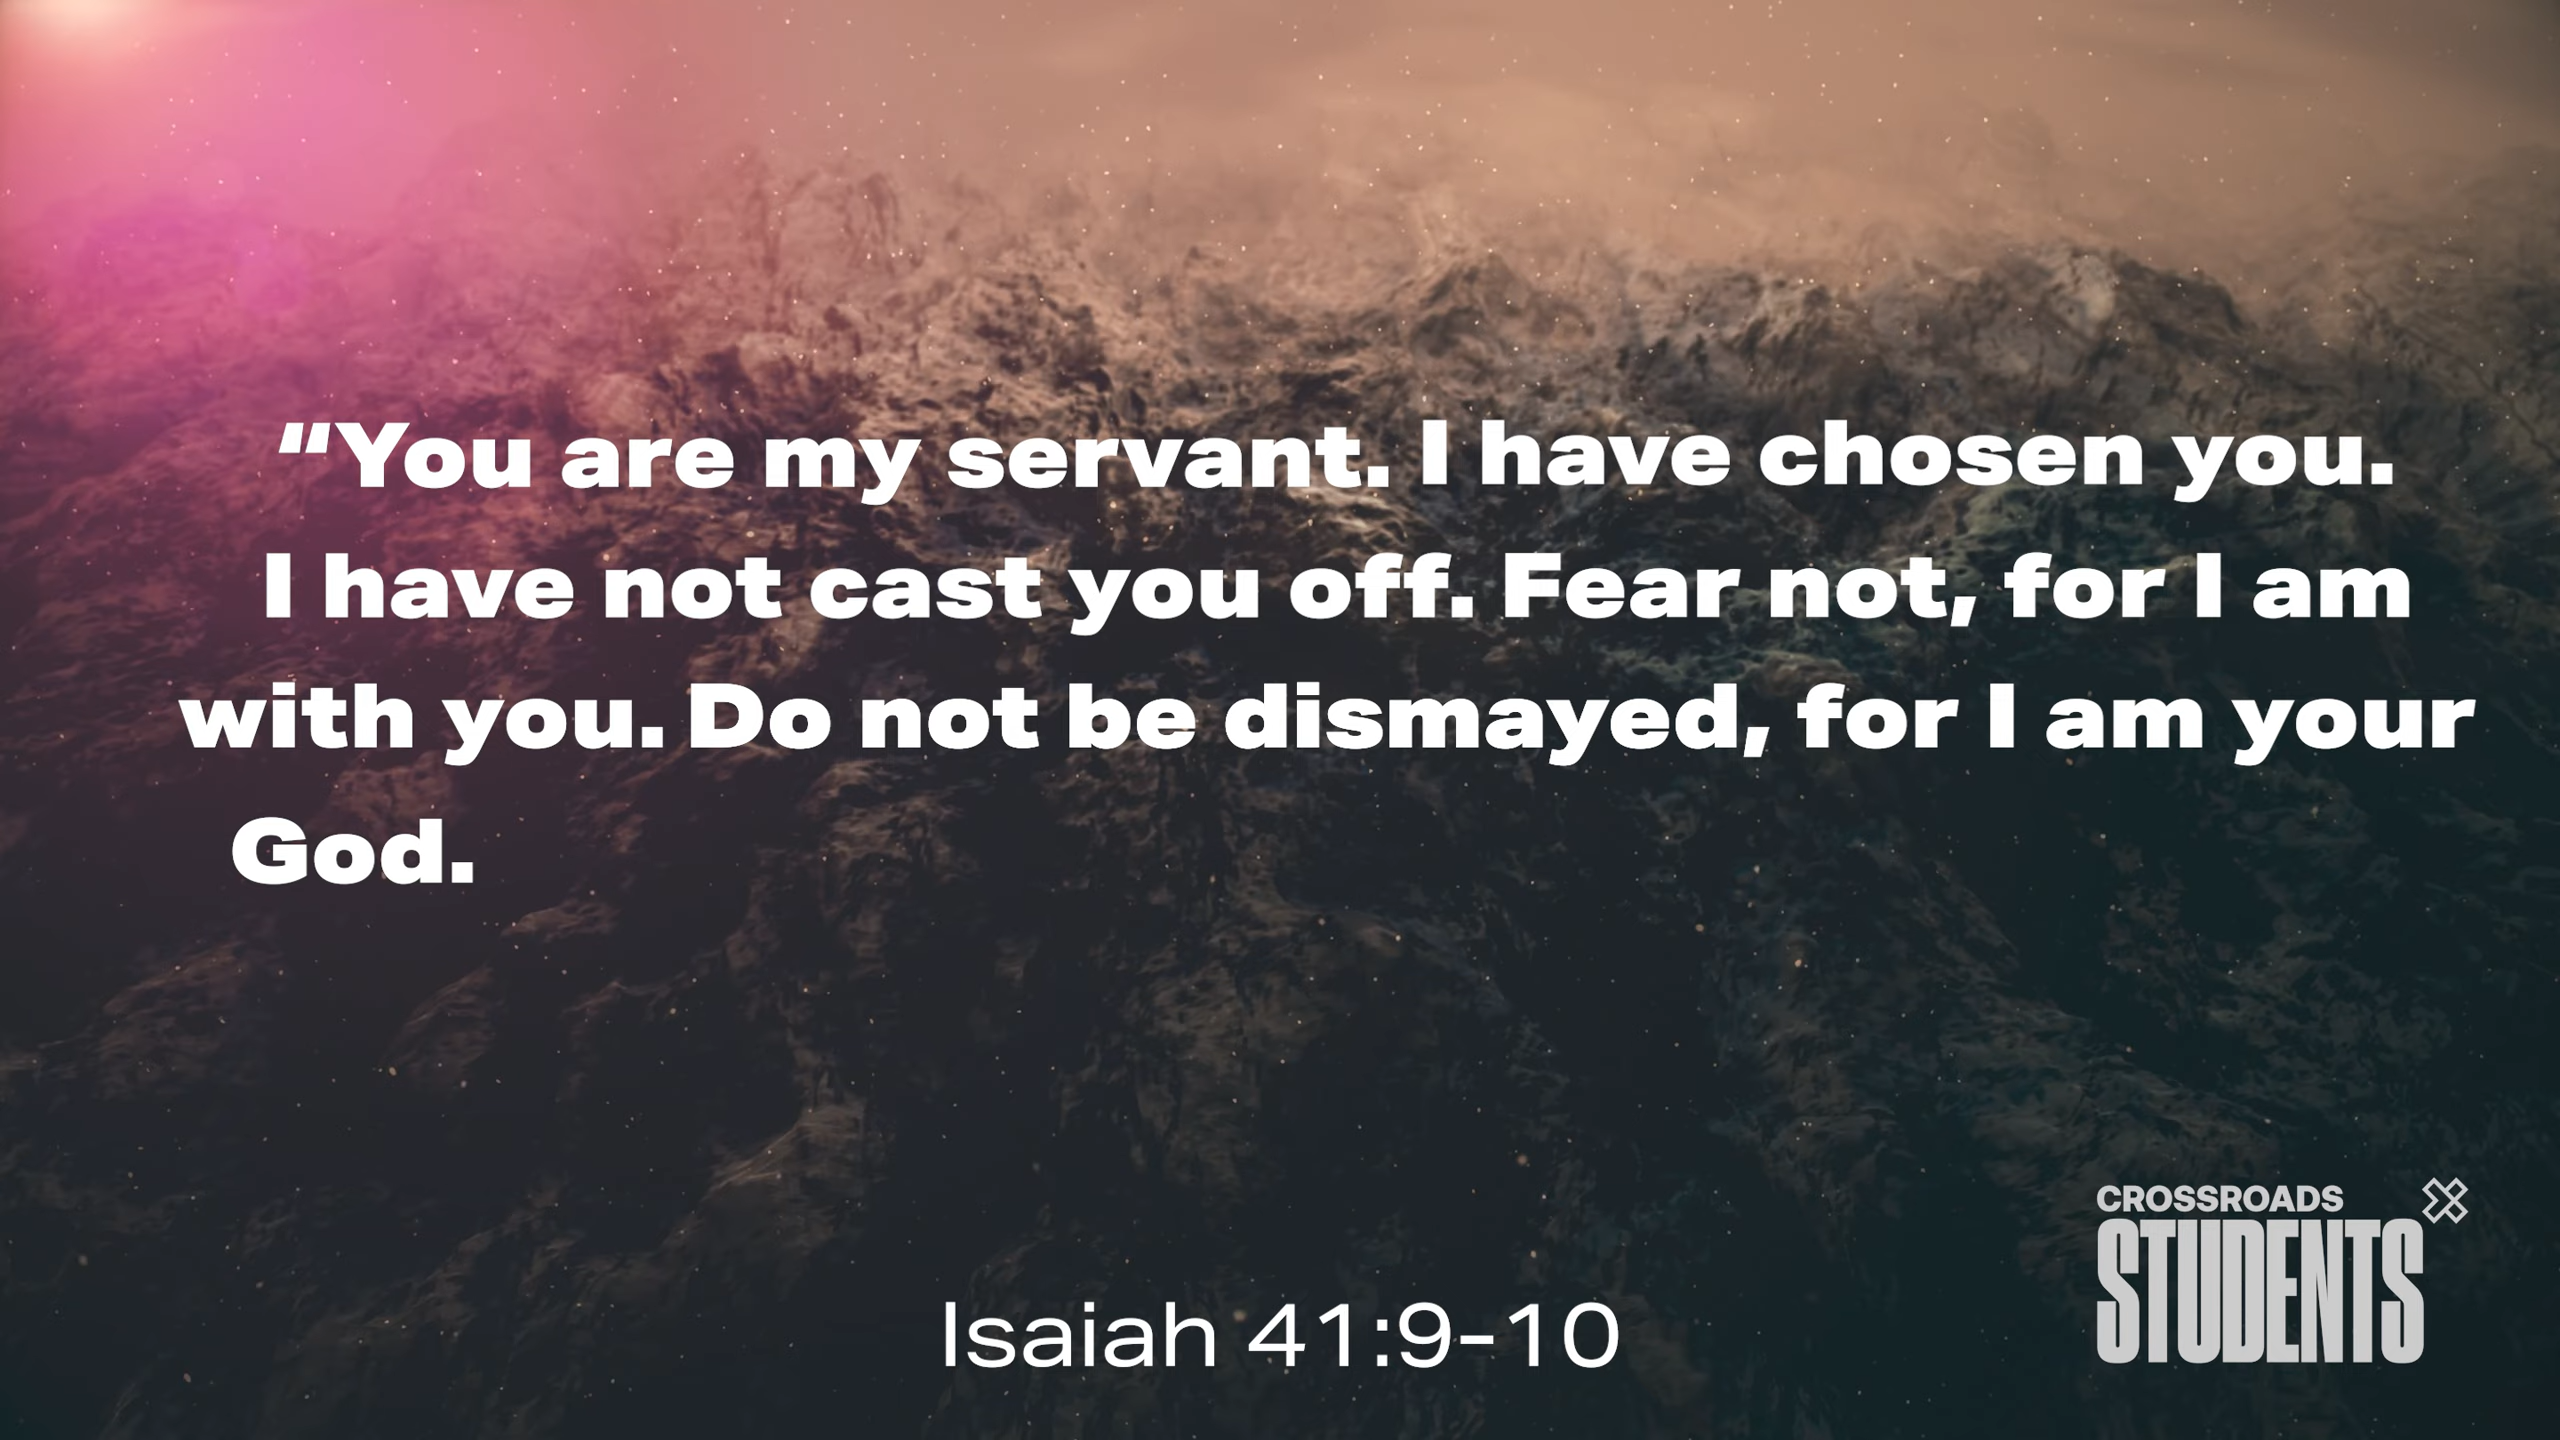 “You are my servant. I have chosen you.
I have not cast you off. Fear not, for I am
with you. Do not be dismayed, for I am your
God.
Isaiah 41:9-10
CROSSROADS
STUDENTS